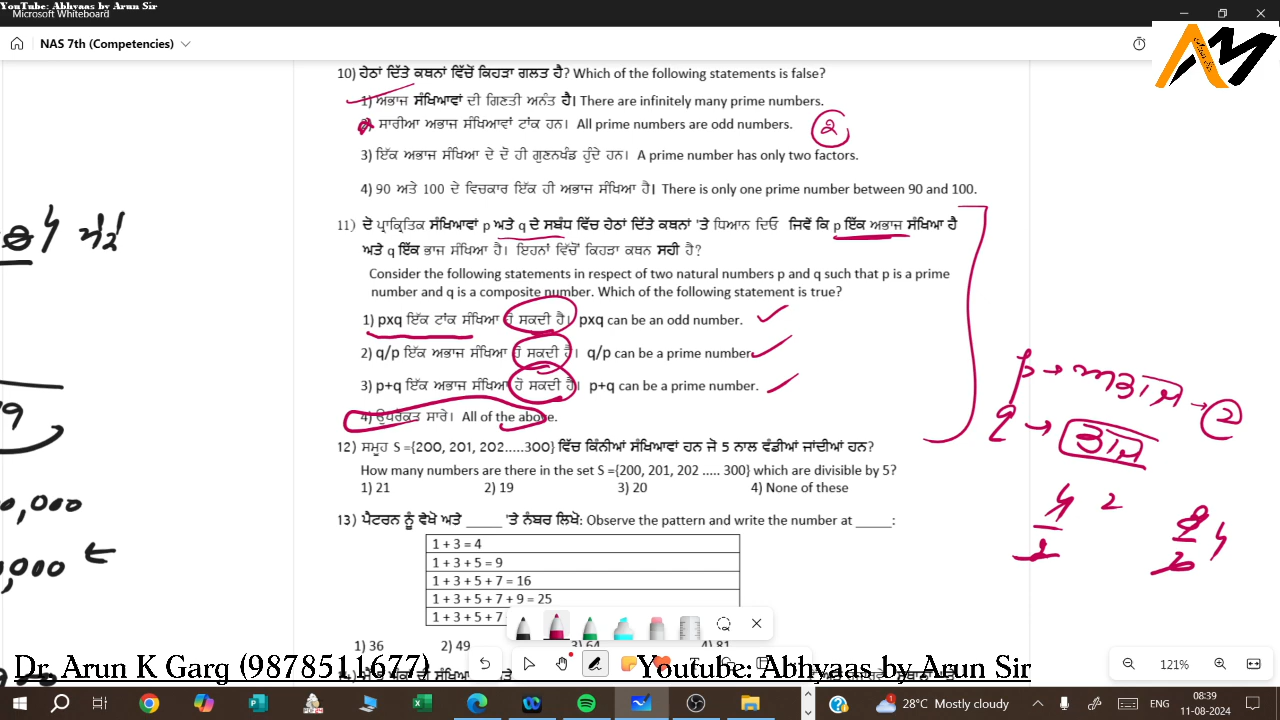 YouTube: Abhyaas by Arun Sir
Microsoft Whiteboard
NAS 7th (Competencies)
10) ਹੇਠਾਂ ਦਿੱਤੇ ਕਥਨਾਂ ਵਿੱਚੋਂ ਕਿਹੜਾ ਗਲਤ ਹੈ? Which of the following statements is false?
1) ਅਭਾਜ ਸੰਖਿਆਵਾਂ ਦੀ ਗਿਣਤੀ ਅਨੰਤ ਹੈ। There are infinitely many prime numbers.
ਸਾਰੀਆ ਅਭਾਜ ਸੰਖਿਆਵਾਂ ਟਾਂਕ ਹਨ। All prime numbers are odd numbers. 2
3) ਇੱਕ ਅਭਾਜ ਸੰਖਿਆ ਦੇ ਦੋਂ ਹੀ ਗੁਣਨਖੰਡ ਹੁੰਦੇ ਹਨ। A prime number has only two factors.
4) 90 ਅਤੇ 100 ਦੇ ਵਿਚਕਾਰ ਇੱਕ ਹੀ ਅਭਾਜ ਸੰਖਿਆ ਹੈ। There is only one prime number between 90 and 100.
11) ਦੋ ਪ੍ਰਾਕ੍ਰਿਤਿਕ ਸੰਖਿਆਵਾਂ p ਅਤੇ q ਦੇ ਸਬੰਧ ਵਿੱਚ ਹੇਠਾਂ ਦਿੱਤੇ ਕਥਨਾਂ 'ਤੇ ਧਿਆਨ ਦਿਓ ਜਿਵੇਂ ਕਿ p ਇੱਕ ਅਭਾਜ ਸੰਖਿਆ ਹੈ
ਅਤੇ q ਇੱਕ ਭਾਜ ਸੰਖਿਆ ਹੈ। ਇਹਨਾਂ ਵਿੱਚੋਂ ਕਿਹੜਾ ਕਥਨ ਸਹੀ ਹੈ?
Consider the following statements in respect of two natural numbers p and q such that p is a prime
number and q is a composite number. Which of the following statement is true?
1) pxq ਇੱਕ ਟਾਂਕ ਸੰਖਿਆ ਹੋ ਸਕਦੀ ਹੈ। pxq can be an odd number.
2) q/p ਇੱਕ ਅਭਾਜ ਸੰਖਿਆ ਹੋ ਸਕਦੀ ਹੈ। q/p can be a prime number
3) p+q ਇੱਕ ਅਭਾਜ ਸੰਖਿਆ ਹੋ ਸਕਦੀ ਹੈ। p+q can be a prime number.
4) ਉਪਰੋਕਤ ਸਾਰੇ। All of the above.
p → ਅਭਾਜ → 2
q → ਭਾਜ
12) ਸਮੂਹ S ={200, 201, 202.....300} ਵਿੱਚ ਕਿੰਨੀਆਂ ਸੰਖਿਆਵਾਂ ਹਨ ਜੋ 5 ਨਾਲ ਵੰਡੀਆਂ ਜਾਂਦੀਆਂ ਹਨ?
How many numbers are there in the set S ={200, 201, 202 ..... 300} which are divisible by 5?
1) 21 2) 19 3) 20 4) None of these
13) ਪੈਟਰਨ ਨੂੰ ਵੇਖੋ ਅਤੇ _____ 'ਤੇ ਨੰਬਰ ਲਿਖੋ: Observe the pattern and write the number at _____:
1 + 3 = 4
1 + 3 + 5 = 9
1 + 3 + 5 + 7 = 16
1 + 3 + 5 + 7 + 9 = 25
1 + 3 + 5 + 7
1) 36 2) 49 3) 64 4) 81
0,000
Dr. Arun K Garg (9878511677) Youtube: Abhyaas by Arun Sir
121%
28°C Mostly cloudy
08:39
11-08-2024